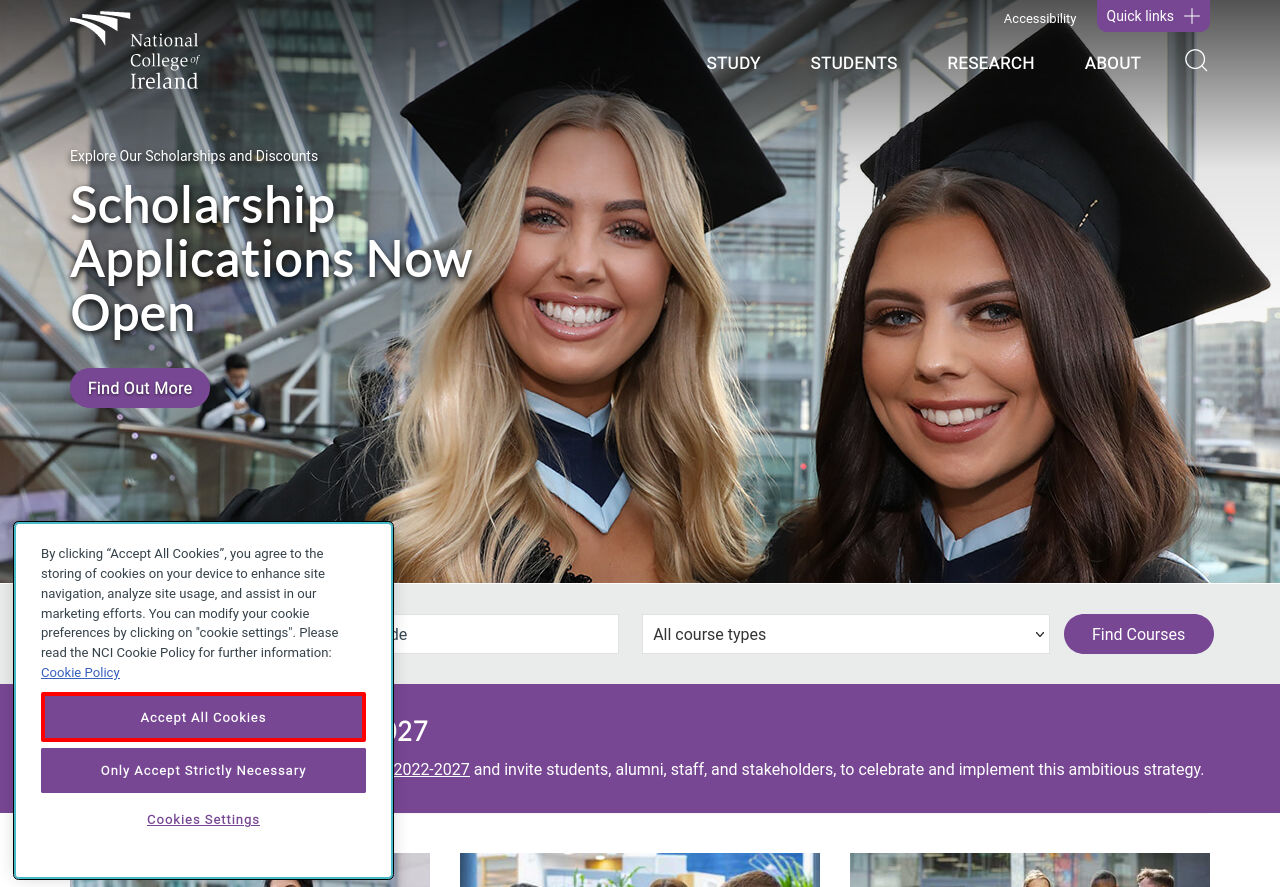 Accessibility
Quick links
National
College of
Ireland
STUDY
STUDENTS
RESEARCH
ABOUT
Explore Our Scholarships and Discounts
Scholarship
Applications Now
Open
Find Out More
By clicking “Accept All Cookies”, you agree to the
storing of cookies on your device to enhance site
navigation, analyze site usage, and assist in our
marketing efforts. You can modify your cookie
preferences by clicking on "cookie settings". Please
read the NCI Cookie Policy for further information:
Cookie Policy
Accept All Cookies
Only Accept Strictly Necessary
Cookies Settings
All course types
Find Courses
2022-2027 and invite students, alumni, staff, and stakeholders, to celebrate and implement this ambitious strategy.